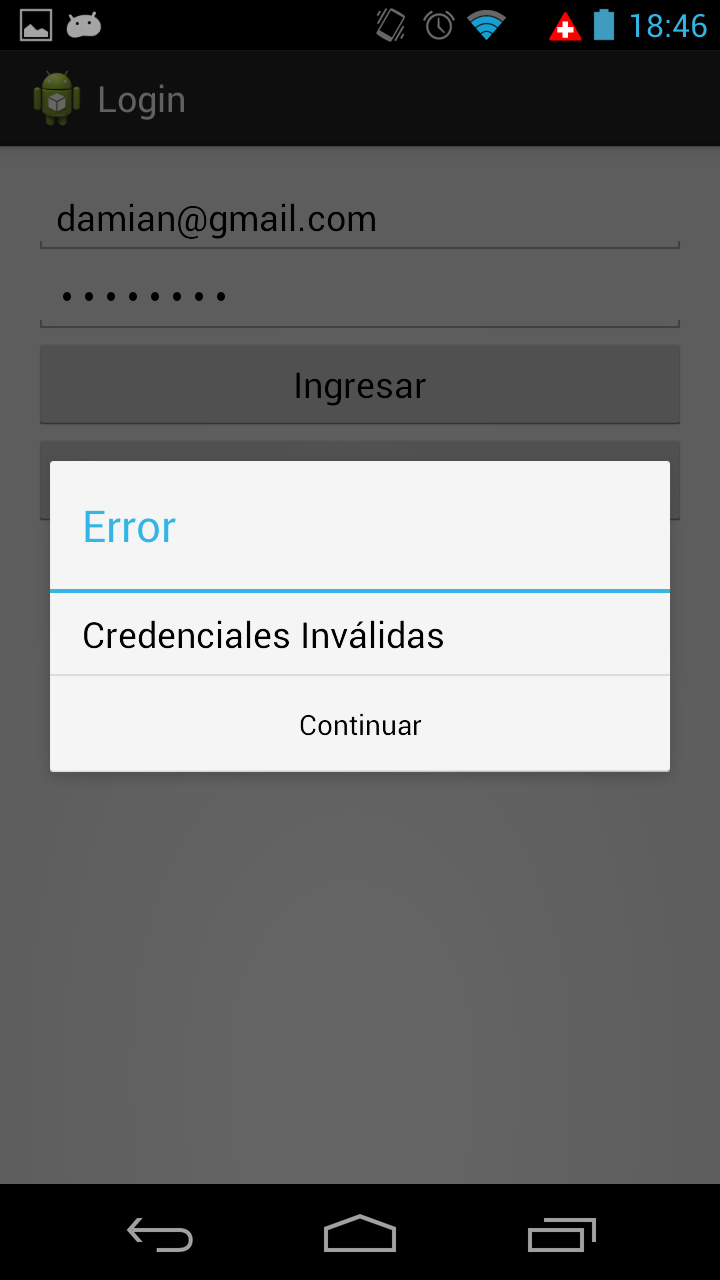 18:46
Login
damian@gmail.com
••••••••
Ingresar
Error
Credenciales Inválidas
Continuar